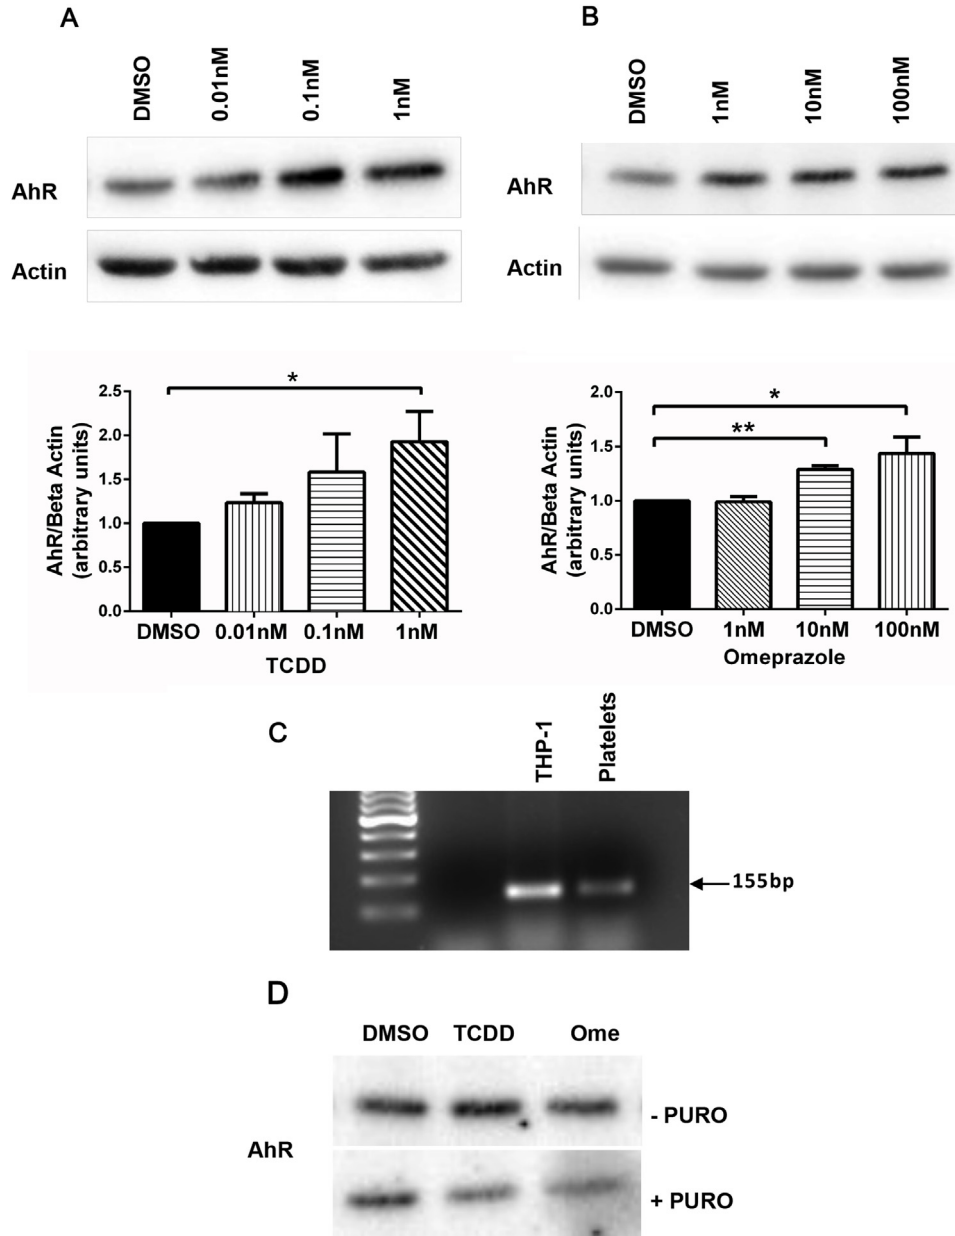 A
DMSO
0.01nM
0.1nM
1nM
AhR
Actin
AhR/Beta Actin
(arbitrary units)
2.5
2.0
1.5
1.0
0.5
0.0
*
DMSO 0.01nM 0.1nM 1nM
TCDD
B
DMSO
1nM
10nM
100nM
AhR
Actin
AhR/Beta Actin
(arbitrary units)
2.0
1.5
1.0
0.5
0.0
*
**
DMSO 1nM 10nM 100nM
Omeprazole
C
THP-1
Platelets
155bp
D
DMSO TCDD Ome
AhR
- PURO
+ PURO